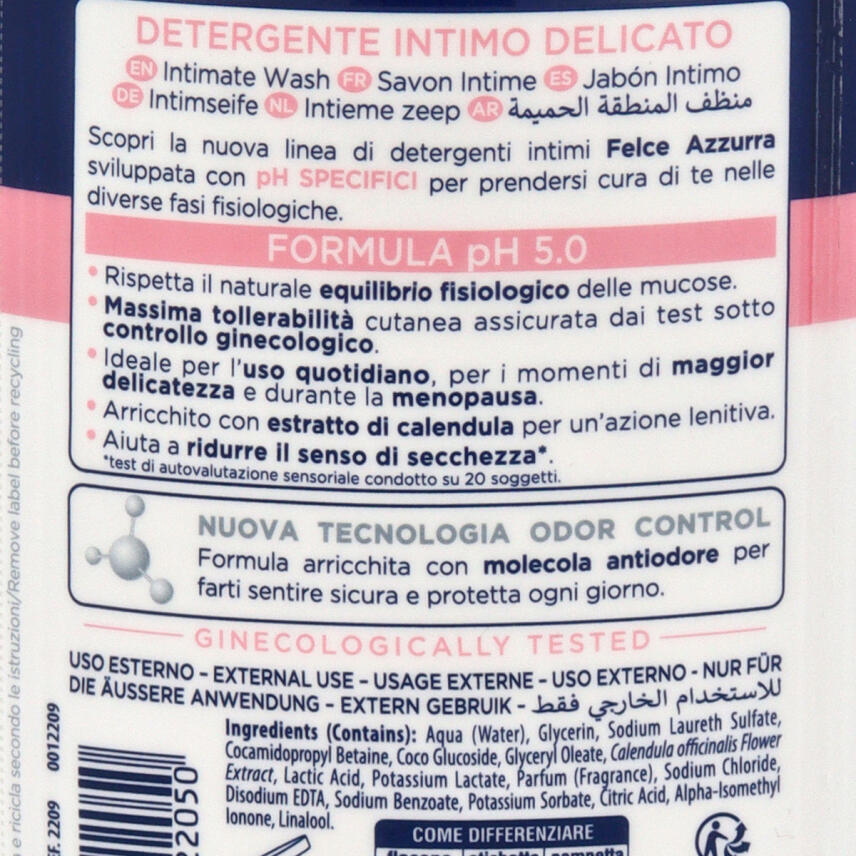 DETERGENTE INTIMO DELICATO
EN Intimate Wash FR Savon Intime ES Jabón Intimo
DE Intimseife NL Intieme zeep AR منظف المنطقة الحميمة
Scopri la nuova linea di detergenti intimi Felce Azzurra
sviluppata con pH SPECIFICI per prendersi cura di te nelle
diverse fasi fisiologiche.
FORMULA pH 5.0
• Rispetta il naturale equilibrio fisiologico delle mucose.
• Massima tollerabilità cutanea assicurata dai test sotto
controllo ginecologico.
• Ideale per l'uso quotidiano, per i momenti di maggior
delicatezza e durante la menopausa.
• Arricchito con estratto di calendula per un'azione lenitiva.
• Aiuta a ridurre il senso di secchezza*.
*test di autovalutazione sensoriale condotto su 20 soggetti.
NUOVA TECNOLOGIA ODOR CONTROL
Formula arricchita con molecola antiodore per
farti sentire sicura e protetta ogni giorno.
GINECOLOGICALLY TESTED
USO ESTERNO - EXTERNAL USE - USAGE EXTERNE - USO EXTERNO - NUR FÜR
DIE ÄUSSERE ANWENDUNG - EXTERN GEBRUIK - للاستخدام الخارجي فقط
Ingredients (Contains): Aqua (Water), Glycerin, Sodium Laureth Sulfate,
Cocamidopropyl Betaine, Coco Glucoside, Glyceryl Oleate, Calendula officinalis Flower
Extract, Lactic Acid, Potassium Lactate, Parfum (Fragrance), Sodium Chloride,
Disodium EDTA, Sodium Benzoate, Potassium Sorbate, Citric Acid, Alpha-Isomethyl
Ionone, Linalool.
COME DIFFERENZIARE
e ricicla secondo le istruzioni/Remove label before recycling
2209 0012209
22050